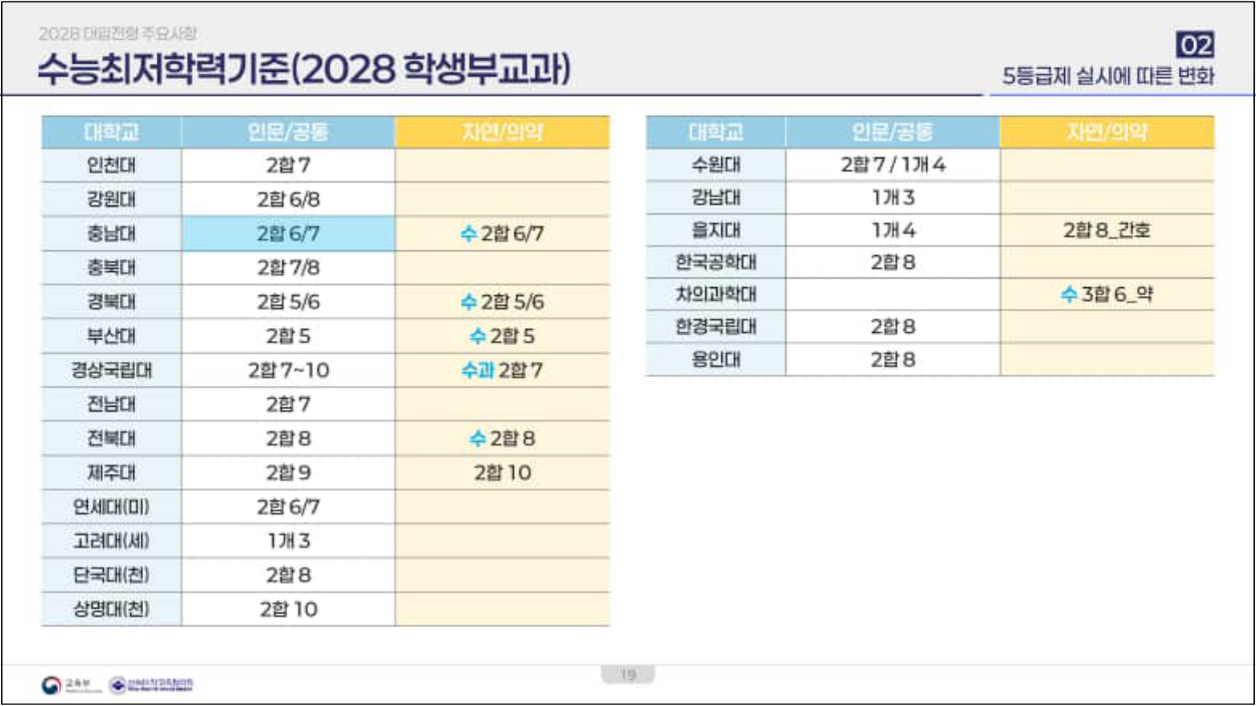 2028 대입전형 주요사항
수능최저학력기준(2028 학생부교과)
02
5등급제 실시에 따른 변화
대학교 인문/공통 자연/의약
인천대 2합 7
강원대 2합 6/8
충남대 2합 6/7 수 2합 6/7
충북대 2합 7/8
경북대 2합 5/6 수 2합 5/6
부산대 2합 5 수 2합 5
경상국립대 2합 7~10 수과 2합 7
전남대 2합 7
전북대 2합 8 수 2합 8
제주대 2합 9 2합 10
연세대(미) 2합 6/7
고려대(세) 1개 3
단국대(천) 2합 8
상명대(천) 2합 10
대학교 인문/공통 자연/의약
수원대 2합 7 / 1개 4
강남대 1개 3
을지대 1개 4 2합 8_간호
한국공학대 2합 8
차의과학대 수 3합 6_약
한경국립대 2합 8
용인대 2합 8
19
교육부